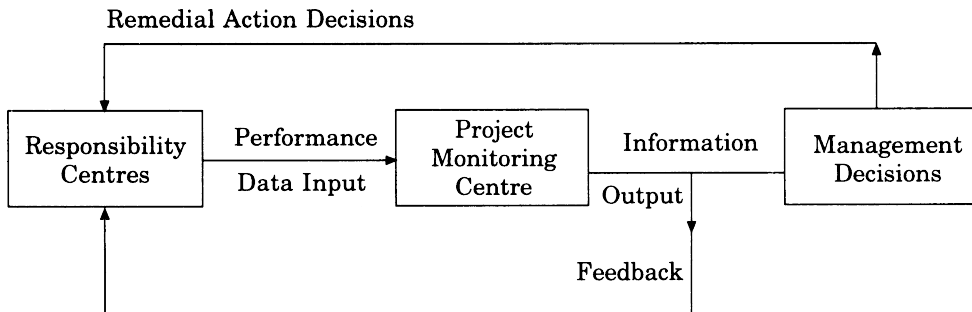 Remedial Action Decisions
Responsibility
Centres
Performance
Data Input
Project
Monitoring
Centre
Information
Output
Management
Decisions
Feedback